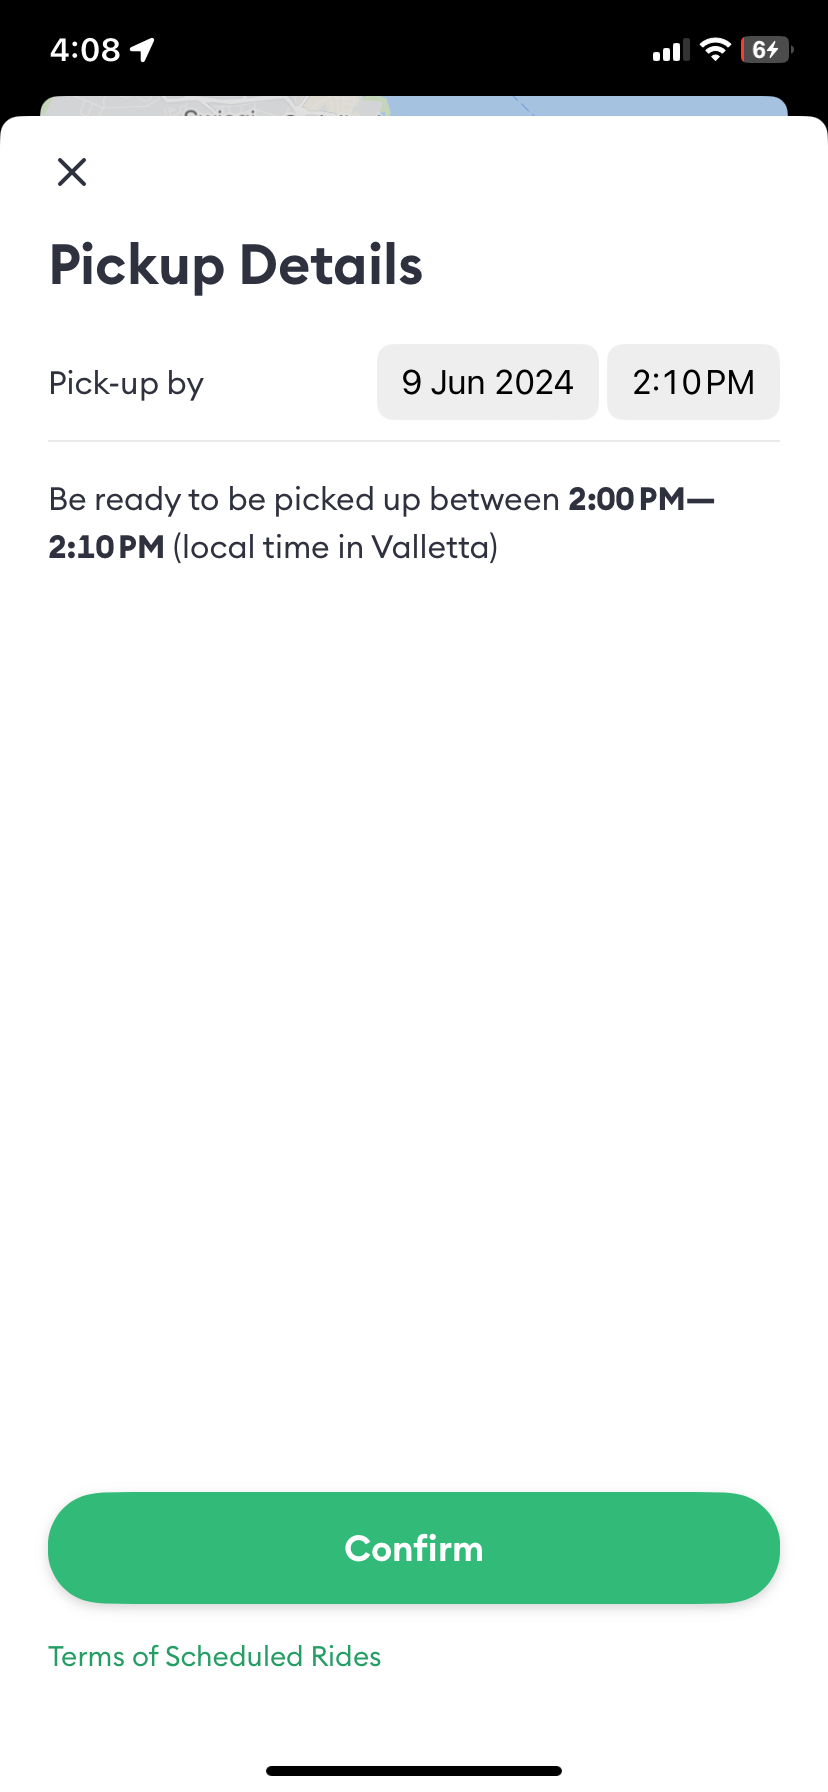 4:08
6
Pickup Details
Pick-up by 9 Jun 2024 2:10 PM
Be ready to be picked up between 2:00 PM—
2:10 PM (local time in Valletta)
Confirm
Terms of Scheduled Rides